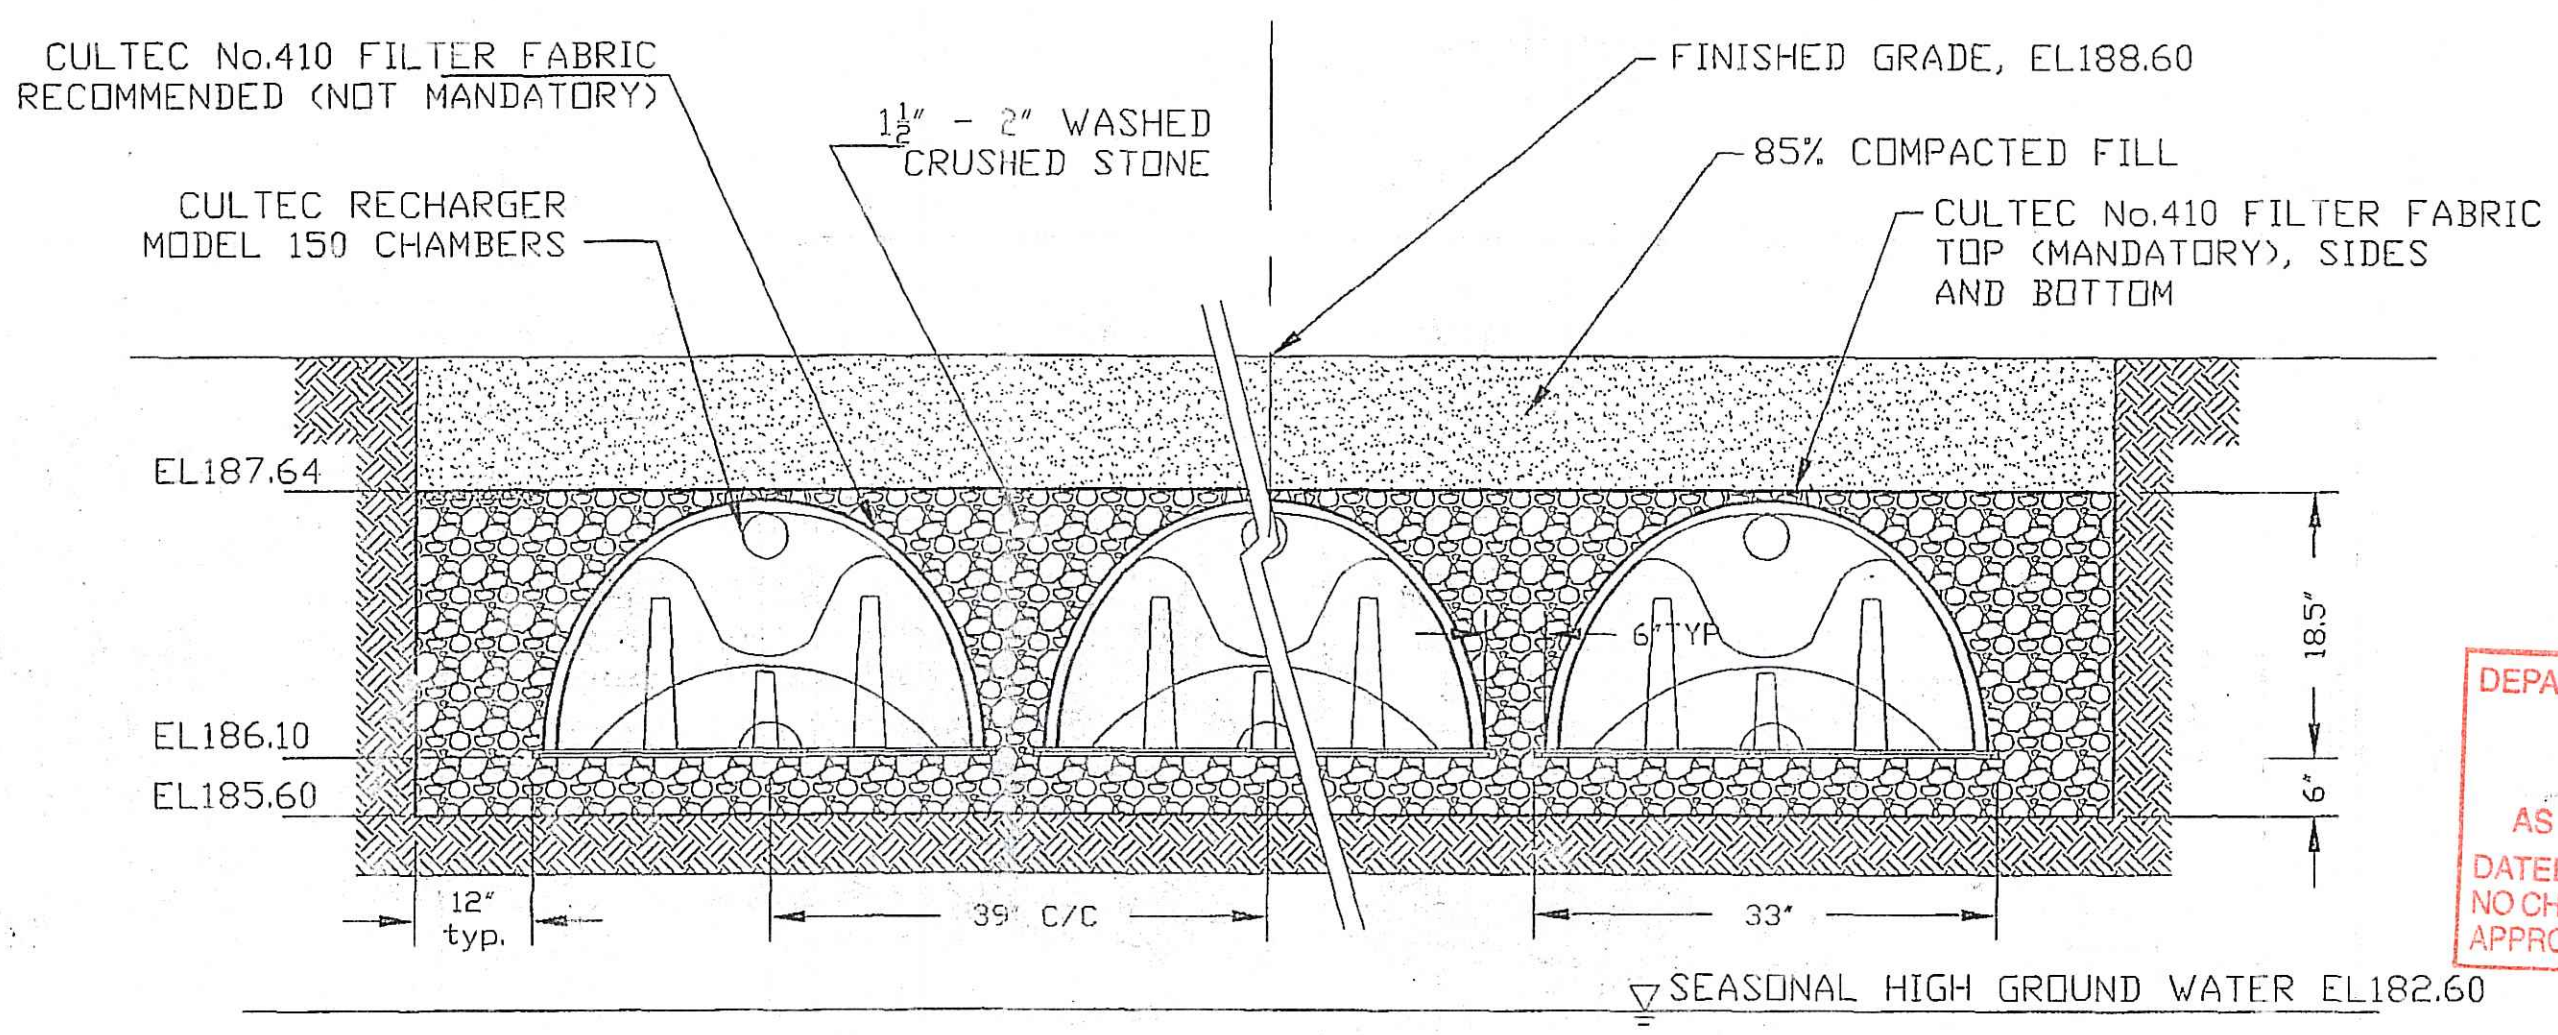 CULTEC No.410 FILTER FABRIC
RECOMMENDED (NOT MANDATORY)
1½" - 2" WASHED
CRUSHED STONE
CULTEC RECHARGER
MODEL 150 CHAMBERS
FINISHED GRADE, EL188.60
85% COMPACTED FILL
CULTEC No.410 FILTER FABRIC
TOP (MANDATORY), SIDES
AND BOTTOM
EL187.64
EL186.10
EL185.60
6" TYP
18.5"
6"
12"
typ.
39" C/C
33"
SEASONAL HIGH GROUND WATER EL182.60
DEPA
AS
DATE
NO CH
APPRO